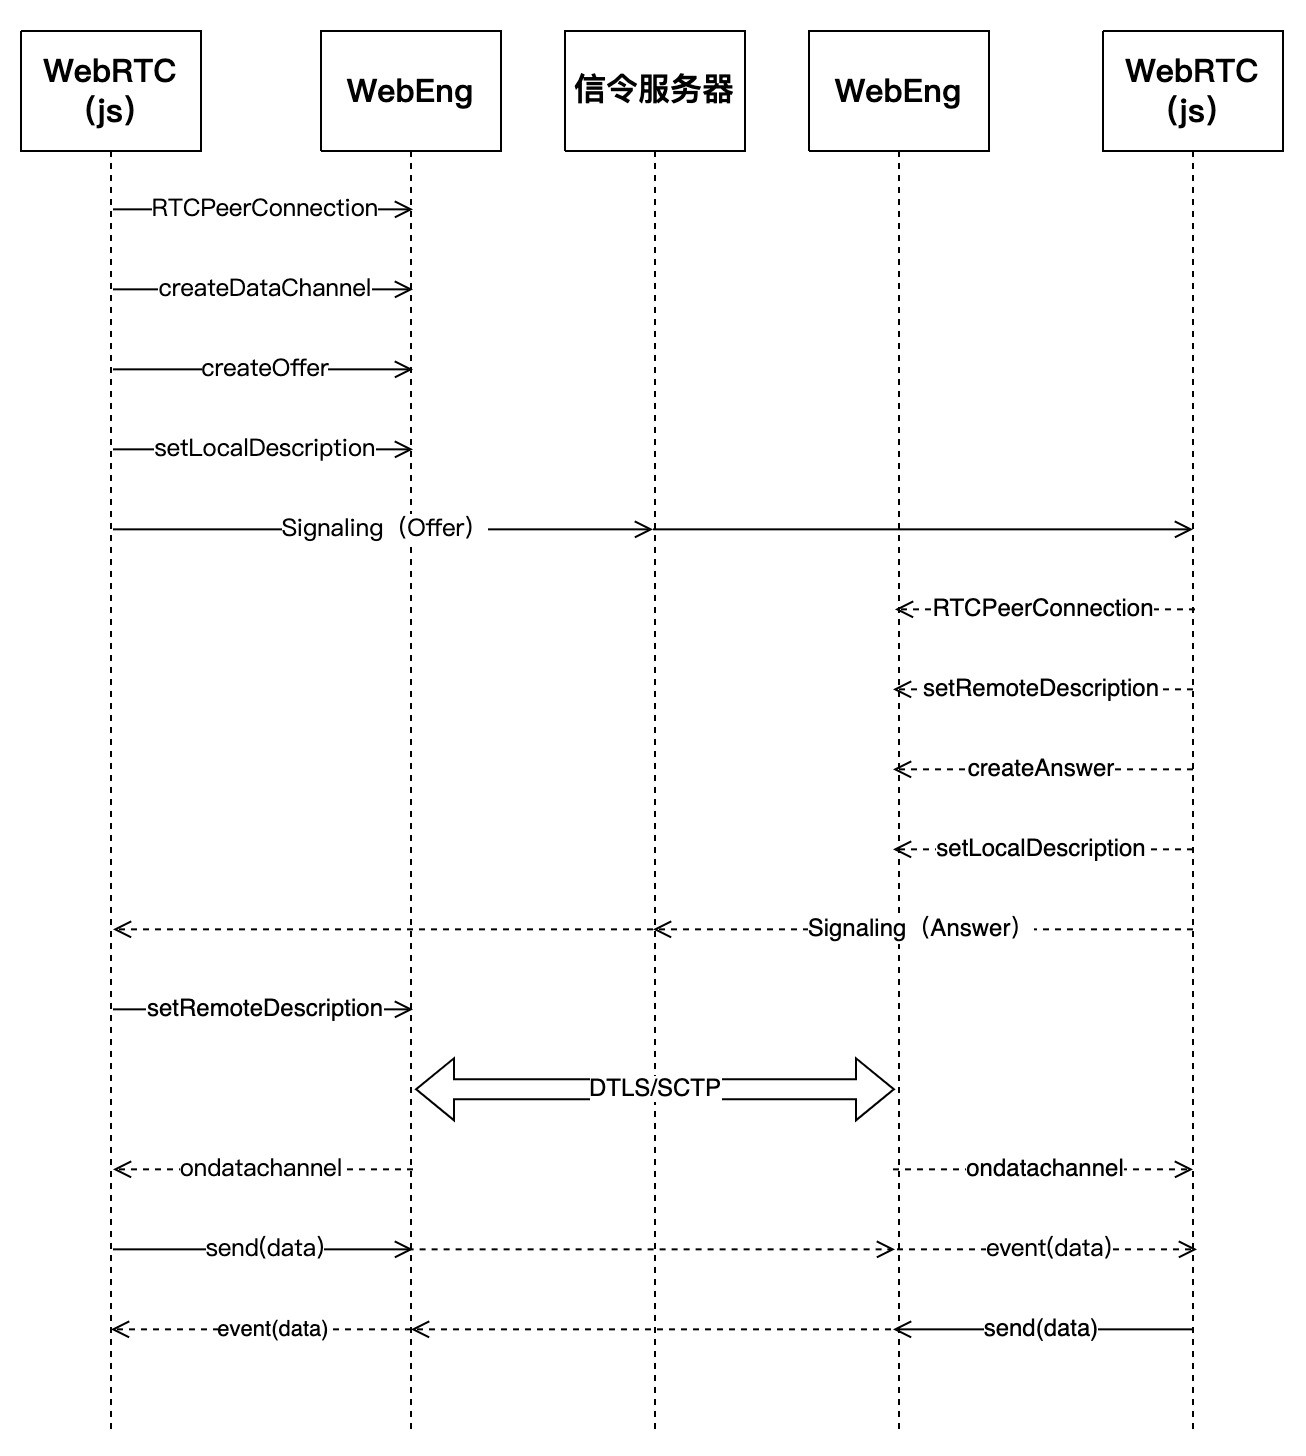 WebRTC
(js)
WebEng
信令服务器
WebEng
WebRTC
(js)
RTCPeerConnection
createDataChannel
createOffer
setLocalDescription
Signaling（Offer）
RTCPeerConnection
setRemoteDescription
createAnswer
setLocalDescription
Signaling（Answer）
setRemoteDescription
DTLS/SCTP
ondatachannel
ondatachannel
send(data)
event(data)
event(data)
send(data)